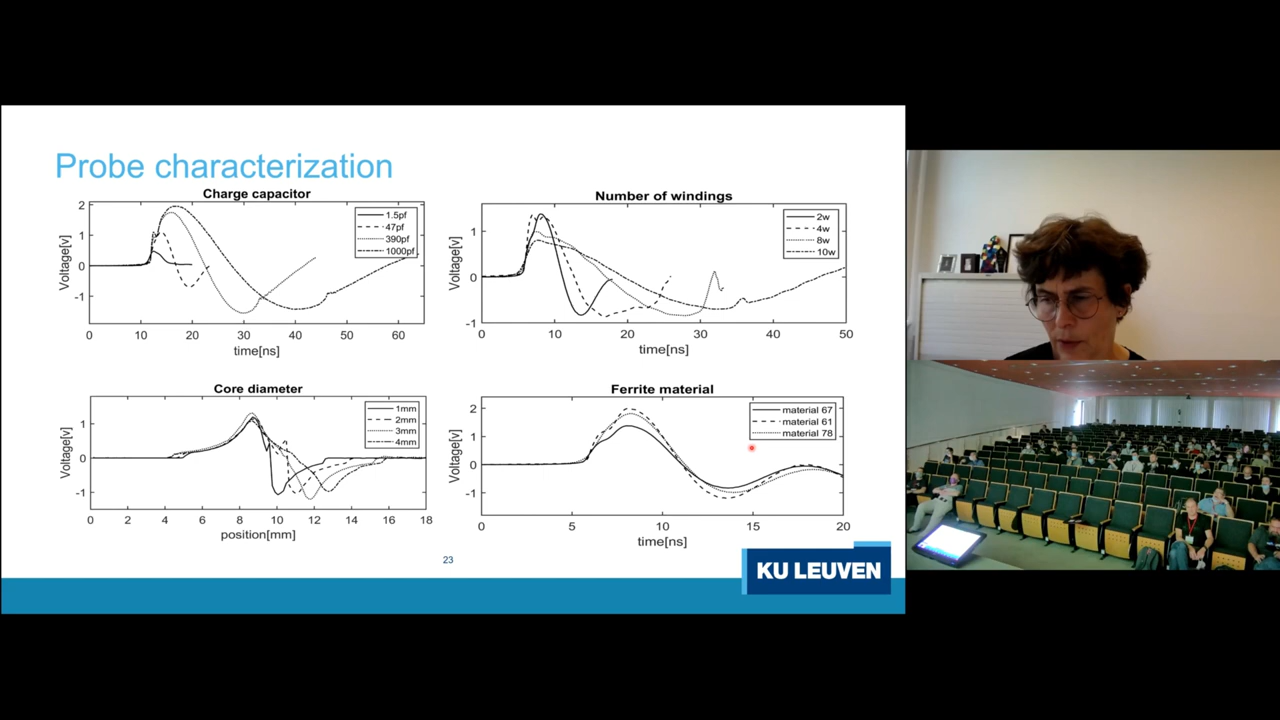 Probe characterization
Charge capacitor
Voltage[v]
2
1
0
-1
0
10
20
30
40
50
60
time[ns]
1.5pf
47pf
390pf
1000pf
Number of windings
Voltage[v]
1
0
-1
0
10
20
30
40
50
time[ns]
2w
4w
8w
10w
Core diameter
Voltage[v]
1
0
-1
0
2
4
6
8
10
12
14
16
18
position[mm]
1mm
2mm
3mm
4mm
Ferrite material
Voltage[v]
2
1
0
-1
0
5
10
15
20
time[ns]
material 67
material 61
material 78
23
KU LEUVEN